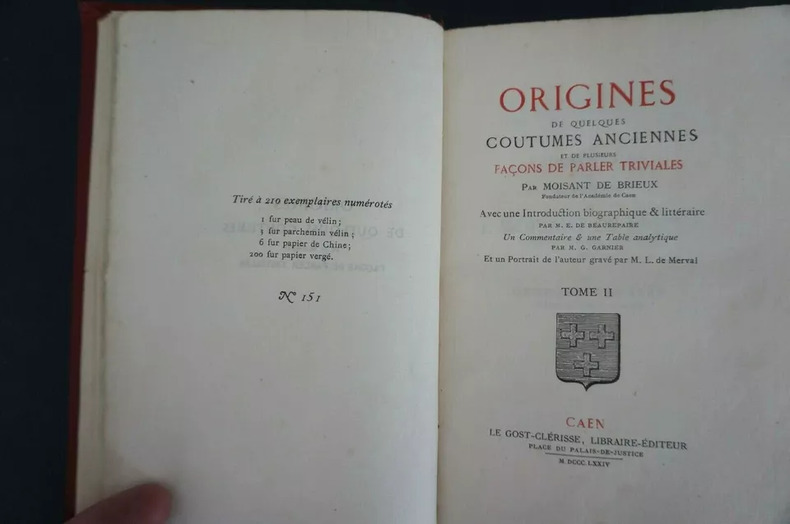 Tiré à 210 exemplaires numérotés
1 ſur peau de vélin;
3 ſur parchemin vélin;
6 ſur papier de Chine;
200 ſur papier vergé.
Nº 151
ORIGINES
DE QUELQUES
COUTUMES ANCIENNES
ET DE PLUSIEURS
FAÇONS DE PARLER TRIVIALES
PAR MOISANT DE BRIEUX
Fondateur de l'Académie de Caen
Avec une Introduction biographique & littéraire
PAR M. E. DE BEAUREPAIRE
Un Commentaire & une Table analytique
PAR M. G. GARNIER
Et un Portrait de l'auteur gravé par M. L. de Merval
TOME II
CAEN
LE GOST-CLÉRISSE, LIBRAIRE-ÉDITEUR
PLACE DU PALAIS-DE-JUSTICE
M DCCC LXXIV